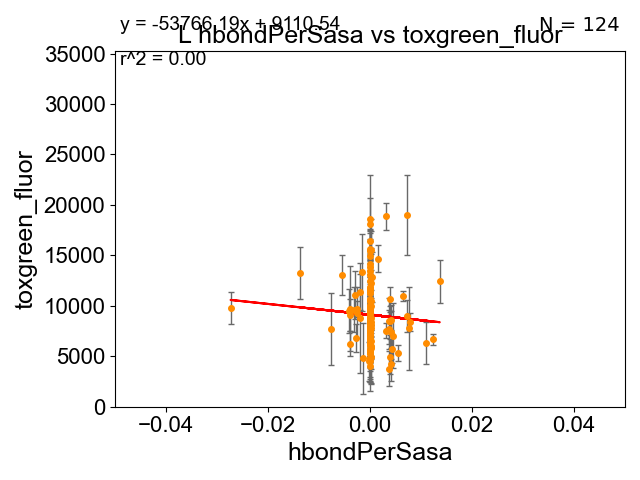 y = -53766.19x + 9110.54
N = 124
L hbondPerSasa vs toxgreen_fluor
r^2 = 0.00
35000
30000
25000
20000
15000
10000
5000
0
toxgreen_fluor
−0.04
−0.02
0.00
0.02
0.04
hbondPerSasa